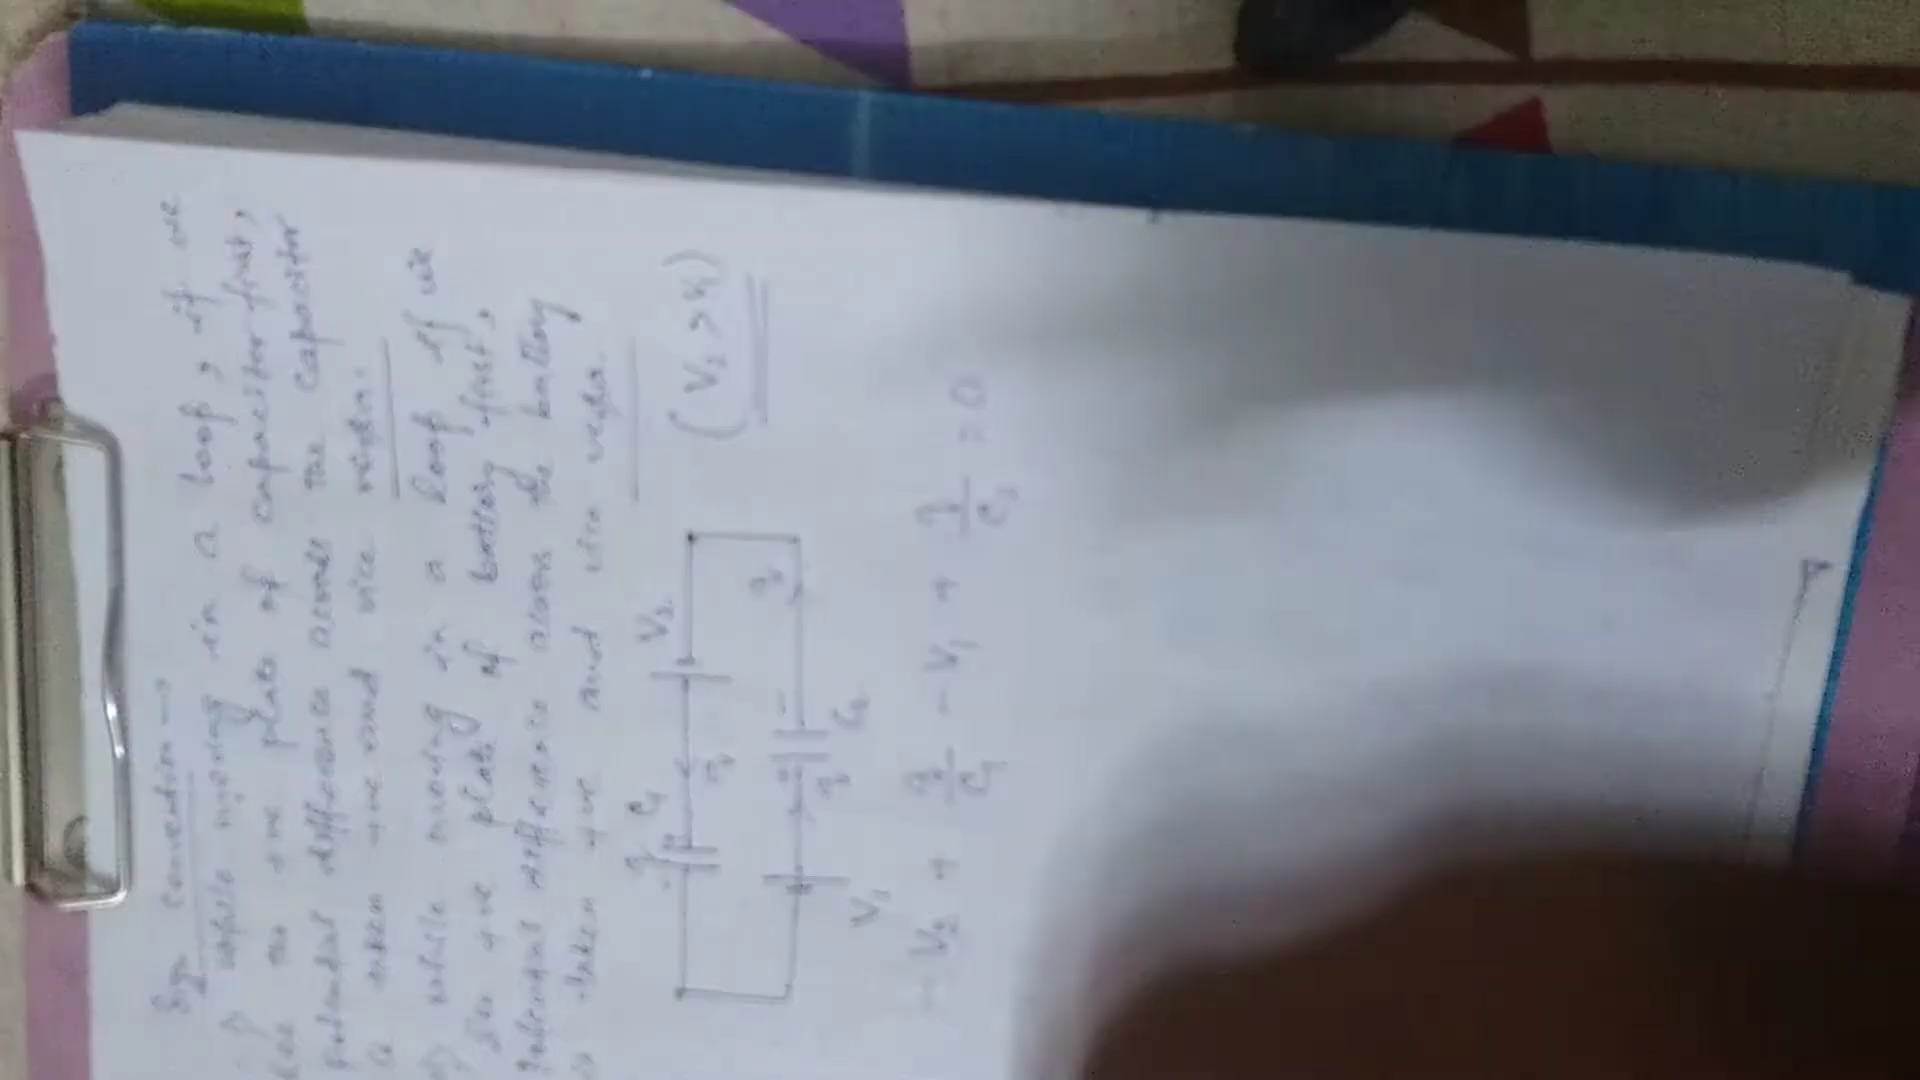 Sign convention →
i) while moving in a loop, if we
see the +ve plate of capacitor first,
potential difference across the capacitor
is taken +ve and vice versa.
ii) while moving in a loop if we
see +ve plate of battery first,
potential difference across the battery
is taken +ve and vice versa.
q C₁ V₂ (V₂ > V₁)
q q
V₁ q C₂
- V₂ + q/C₁ - V₁ + q/C₂ = 0